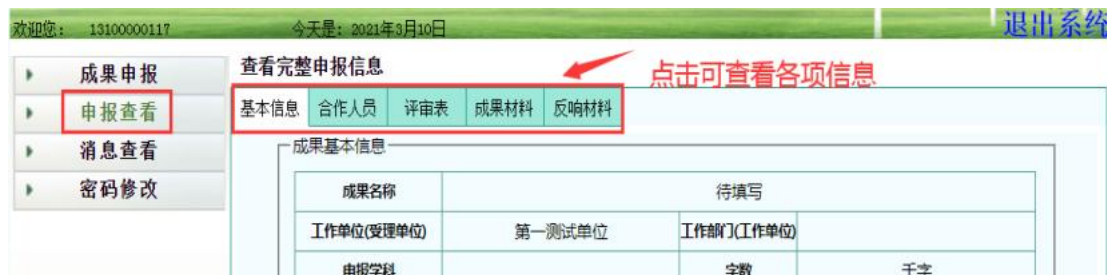 欢迎您： 13100000117 今天是：2021年3月10日 退出系统
成果申报
申报查看
消息查看
密码修改
查看完整申报信息
点击可查看各项信息
基本信息 合作人员 评审表 成果材料 反响材料
成果基本信息
成果名称 待填写
工作单位(受理单位) 第一测试单位 工作部门(工作单位)
申报学科 字数 千字